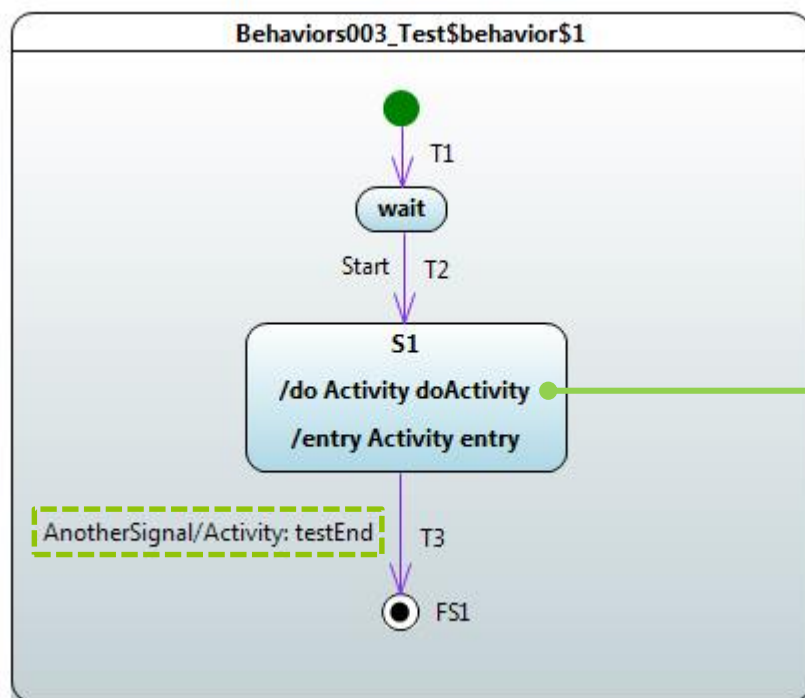 Behaviors003_Test$behavior$1
T1
wait
Start T2
S1
/do Activity doActivity
/entry Activity entry
AnotherSignal/Activity: testEnd
T3
FS1